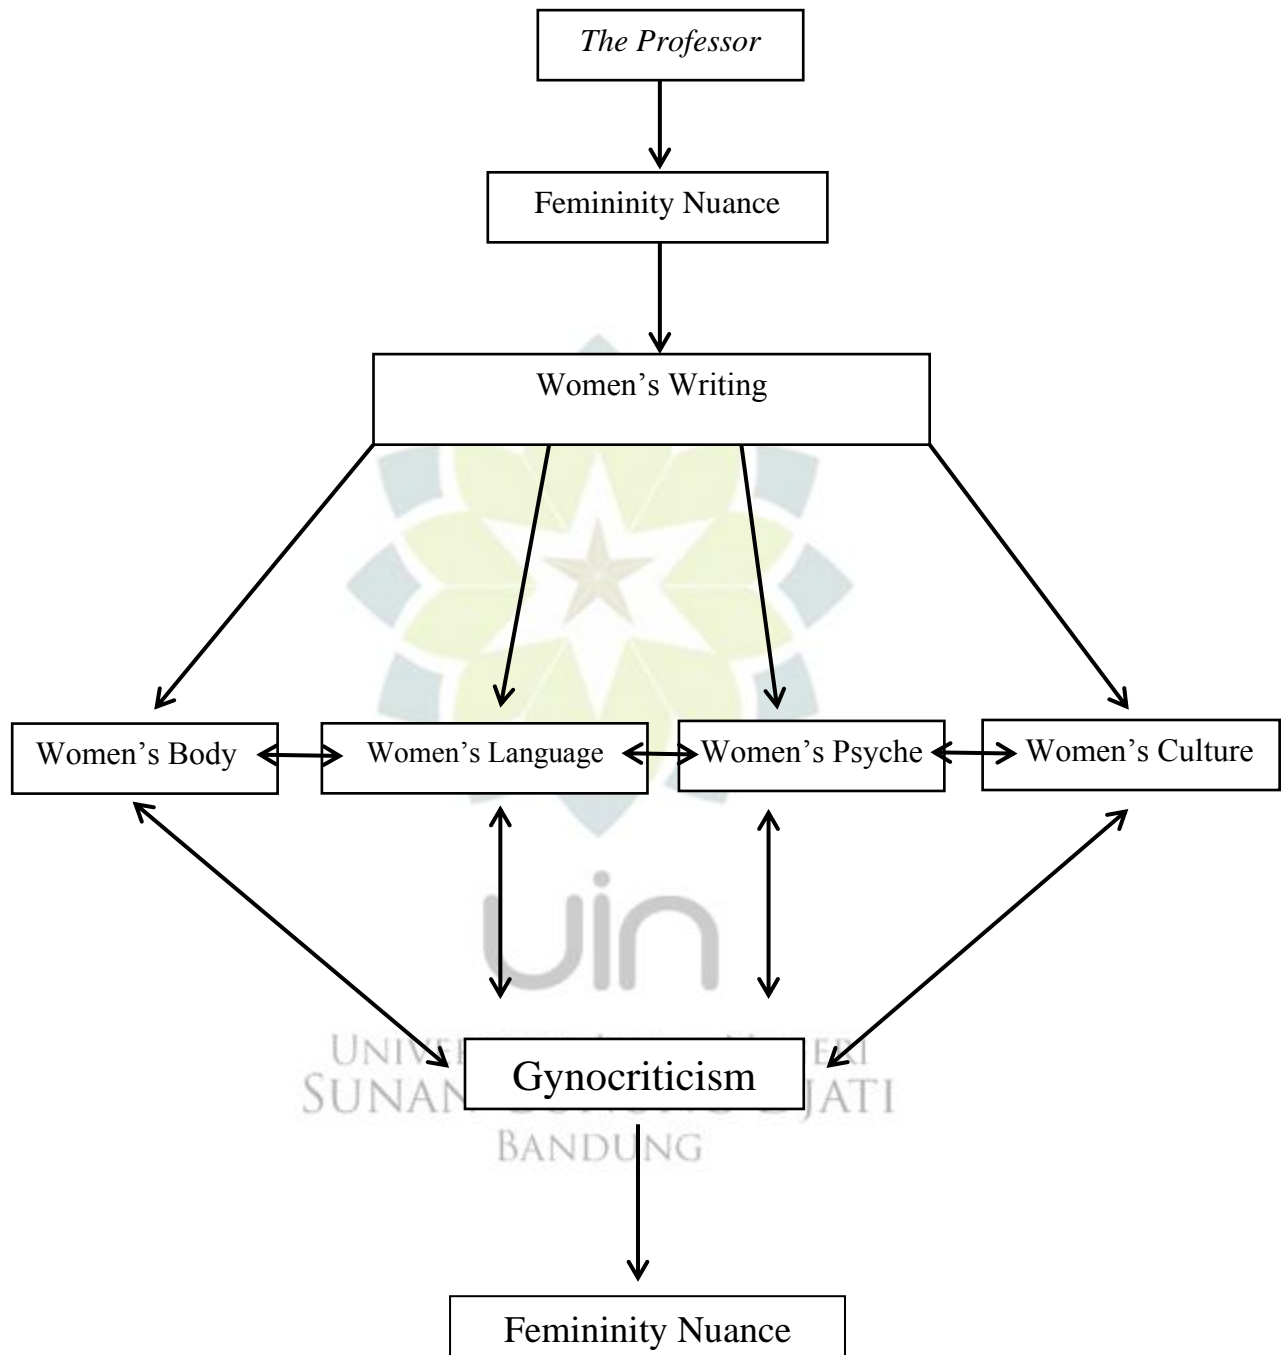 The Professor
Femininity Nuance
Women’s Writing
Women’s Body
Women’s Language
Women’s Psyche
Women’s Culture
uin
Gynocriticism
SUNAN
JATI
BANDUNG
Femininity Nuance